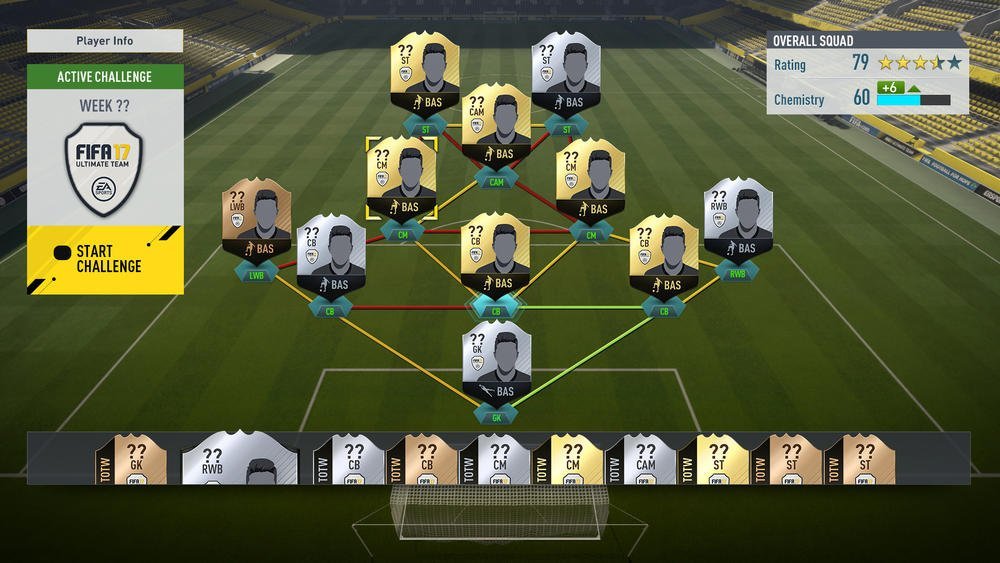 Player Info
ACTIVE CHALLENGE
WEEK ??
FIFA 17
ULTIMATE TEAM
EA
SPORTS
START
CHALLENGE
OVERALL SQUAD
Rating 79
Chemistry 60 +6
??
ST
BAS
ST
??
ST
BAS
ST
??
CAM
BAS
CAM
??
CM
BAS
CM
??
CM
BAS
CM
??
LWB
BAS
LWB
??
CB
BAS
CB
??
CB
BAS
CB
??
CB
BAS
CB
??
RWB
BAS
RWB
??
GK
BAS
GK
TOTW
??
GK
??
RWB
TOTW
??
CB
TOTW
??
CB
TOTW
??
CM
TOTW
??
CM
TOTW
??
CAM
TOTW
??
ST
TOTW
??
ST
TOTW
??
ST